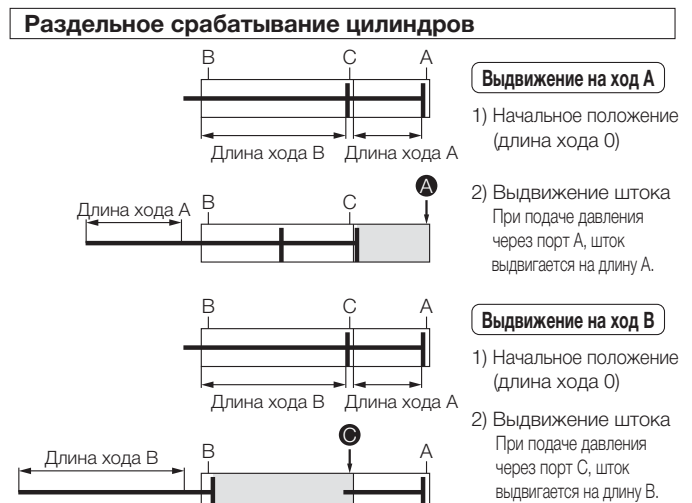 Раздельное срабатывание цилиндров
B C A
Длина хода B Длина хода A
Выдвижение на ход A
1) Начальное положение
(длина хода 0)
A
Длина хода A B C
2) Выдвижение штока
При подаче давления
через порт A, шток
выдвигается на длину A.
B C A
Длина хода B Длина хода A
Выдвижение на ход B
1) Начальное положение
(длина хода 0)
C
Длина хода B B A
2) Выдвижение штока
При подаче давления
через порт C, шток
выдвигается на длину B.